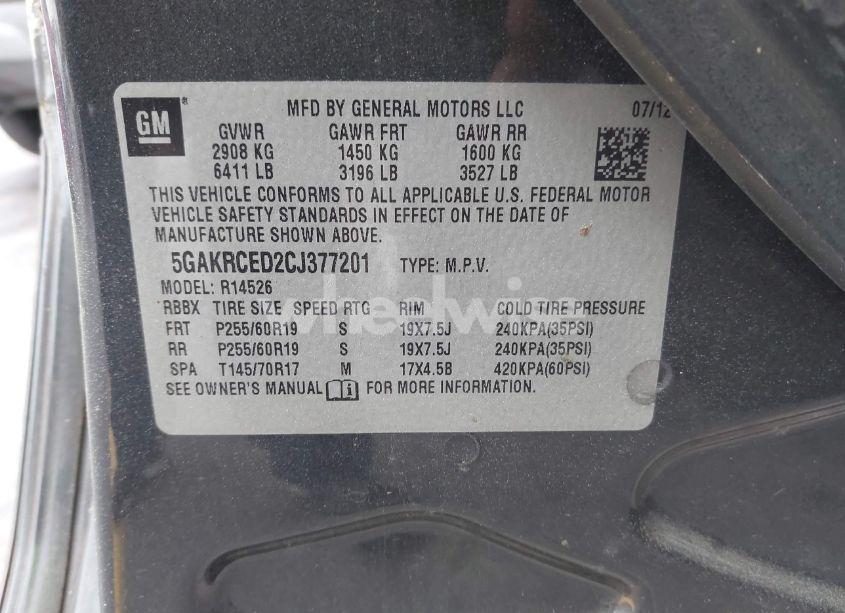 GM
MFD BY GENERAL MOTORS LLC 07/12
GVWR GAWR FRT GAWR RR
2908 KG 1450 KG 1600 KG
6411 LB 3196 LB 3527 LB
THIS VEHICLE CONFORMS TO ALL APPLICABLE U.S. FEDERAL MOTOR
VEHICLE SAFETY STANDARDS IN EFFECT ON THE DATE OF
MANUFACTURE SHOWN ABOVE.
5GAKRCED2CJ377201 TYPE: M.P.V.
MODEL: R14526
RBBX TIRE SIZE SPEED RTG RIM COLD TIRE PRESSURE
FRT P255/60R19 S 19X7.5J 240KPA(35PSI)
RR P255/60R19 S 19X7.5J 240KPA(35PSI)
SPA T145/70R17 M 17X4.5B 420KPA(60PSI)
SEE OWNER'S MANUAL FOR MORE INFORMATION.